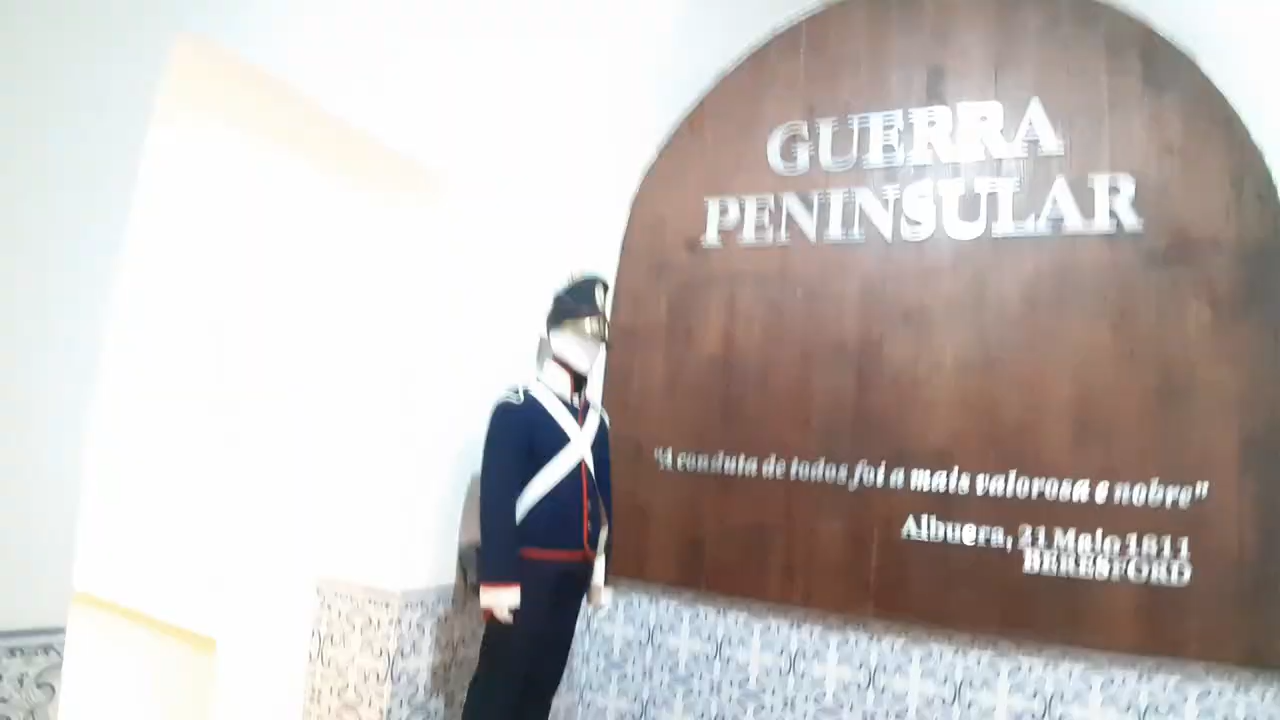 GUERRA
PENINSULAR
"A conduta de todos foi a mais valorosa e nobre"
Albuera, 21 Maio 1811
BERESFORD